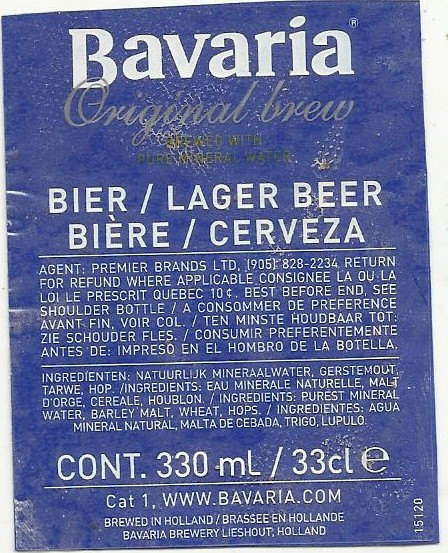 Bavaria®
Original brew
BREWED WITH
PURE MINERAL WATER
BIER / LAGER BEER
BIÈRE / CERVEZA
AGENT: PREMIER BRANDS LTD, (905) 828-2234 RETURN
FOR REFUND WHERE APPLICABLE CONSIGNEE LA OU LA
LOI LE PRESCRIT QUEBEC 10¢. BEST BEFORE END, SEE
SHOULDER BOTTLE / A CONSOMMER DE PREFERENCE
AVANT FIN, VOIR COL. / TEN MINSTE HOUDBAAR TOT:
ZIE SCHOUDER FLES. / CONSUMIR PREFERENTEMENTE
ANTES DE: IMPRESO EN EL HOMBRO DE LA BOTELLA.
INGREDIËNTEN: NATUURLIJK MINERAALWATER, GERSTEMOUT,
TARWE, HOP. /INGREDIENTS: EAU MINERALE NATURELLE, MALT
D'ORGE, CEREALE, HOUBLON. / INGREDIENTS: PUREST MINERAL
WATER, BARLEY MALT, WHEAT, HOPS. / INGREDIENTES: AGUA
MINERAL NATURAL, MALTA DE CEBADA, TRIGO, LUPULO.
CONT. 330 mL / 33cl e
Cat 1, WWW.BAVARIA.COM
BREWED IN HOLLAND / BRASSEE EN HOLLANDE
BAVARIA BREWERY LIESHOUT, HOLLAND
15120